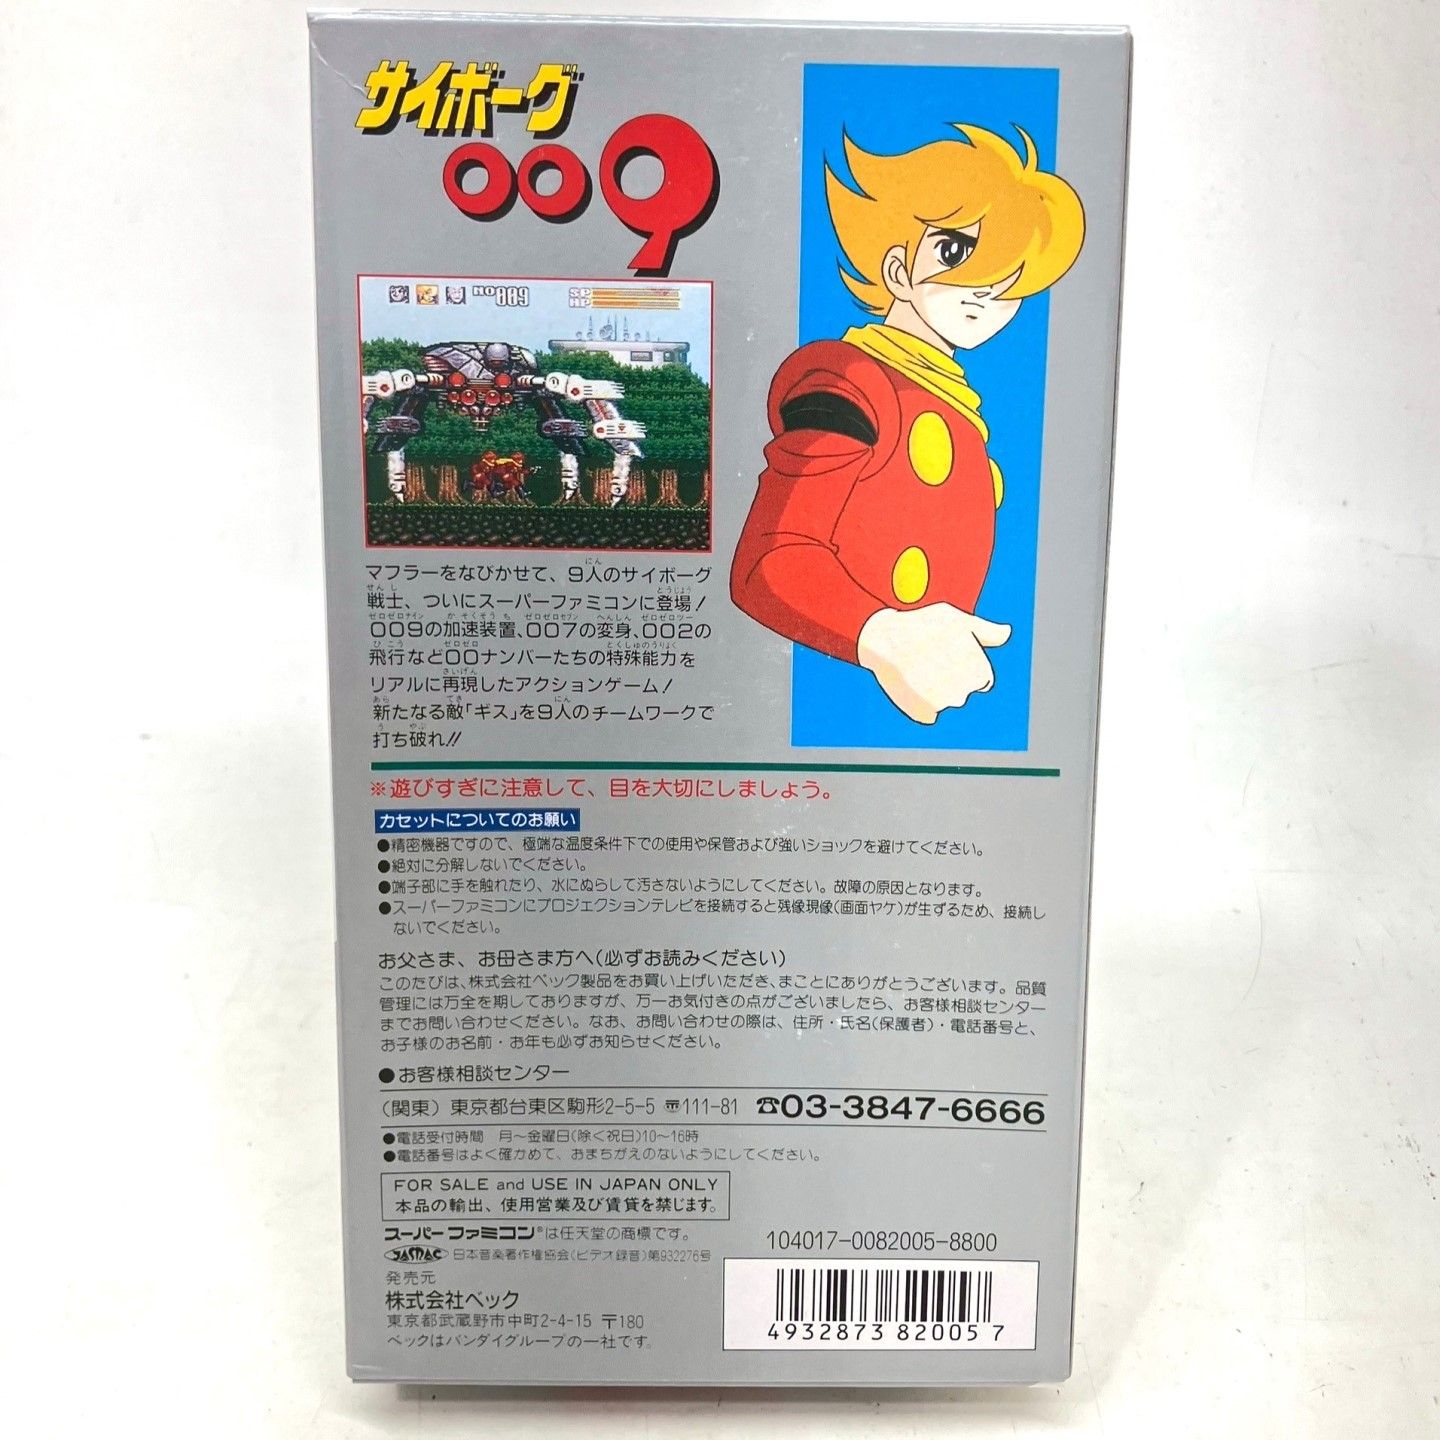 サイボーグ
009
NO 009
SP
HP
マフラーをなびかせて、9人のサイボーグ
戦士、ついにスーパーファミコンに登場!
009の加速装置、007の変身、002の
飛行など00ナンバーたちの特殊能力を
リアルに再現したアクションゲーム!
新たなる敵「ギス」を9人のチームワークで
打ち破れ!!
※遊びすぎに注意して、目を大切にしましょう。
カセットについてのお願い
●精密機器ですので、極端な温度条件下での使用や保管および強いショックを避けてください。
●絶対に分解しないでください。
●端子部に手を触れたり、水にぬらして汚さないようにしてください。故障の原因となります。
●スーパーファミコンにプロジェクションテレビを接続すると残像現像(画面ヤケ)が生ずるため、接続し
ないでください。
お父さま、お母さま方へ(必ずお読みください)
このたびは、株式会社ベック製品をお買い上げいただき、まことにありがとうございます。品質
管理には万全を期しておりますが、万一お気付きの点がございましたら、お客様相談センター
までお問い合わせください。なお、お問い合わせの際は、住所・氏名(保護者)・電話番号と、
お子様のお名前・お年も必ずお知らせください。
●お客様相談センター
(関東) 東京都台東区駒形2-5-5 〒111-81 ☎03-3847-6666
●電話受付時間 月〜金曜日(除く祝日)10〜16時
●電話番号はよく確かめて、おまちがえのないようにしてください。
FOR SALE and USE IN JAPAN ONLY
本品の輸出、使用営業及び賃貸を禁じます。
スーパーファミコン®は任天堂の商標です。
JASMAC 日本音楽著作権協会(ビデオ録音)第932276号
発売元
株式会社ベック
東京都武蔵野市中町2-4-15 〒180
ベックはバンダイグループの一社です。
104017-0082005-8800
4932873 82005 7